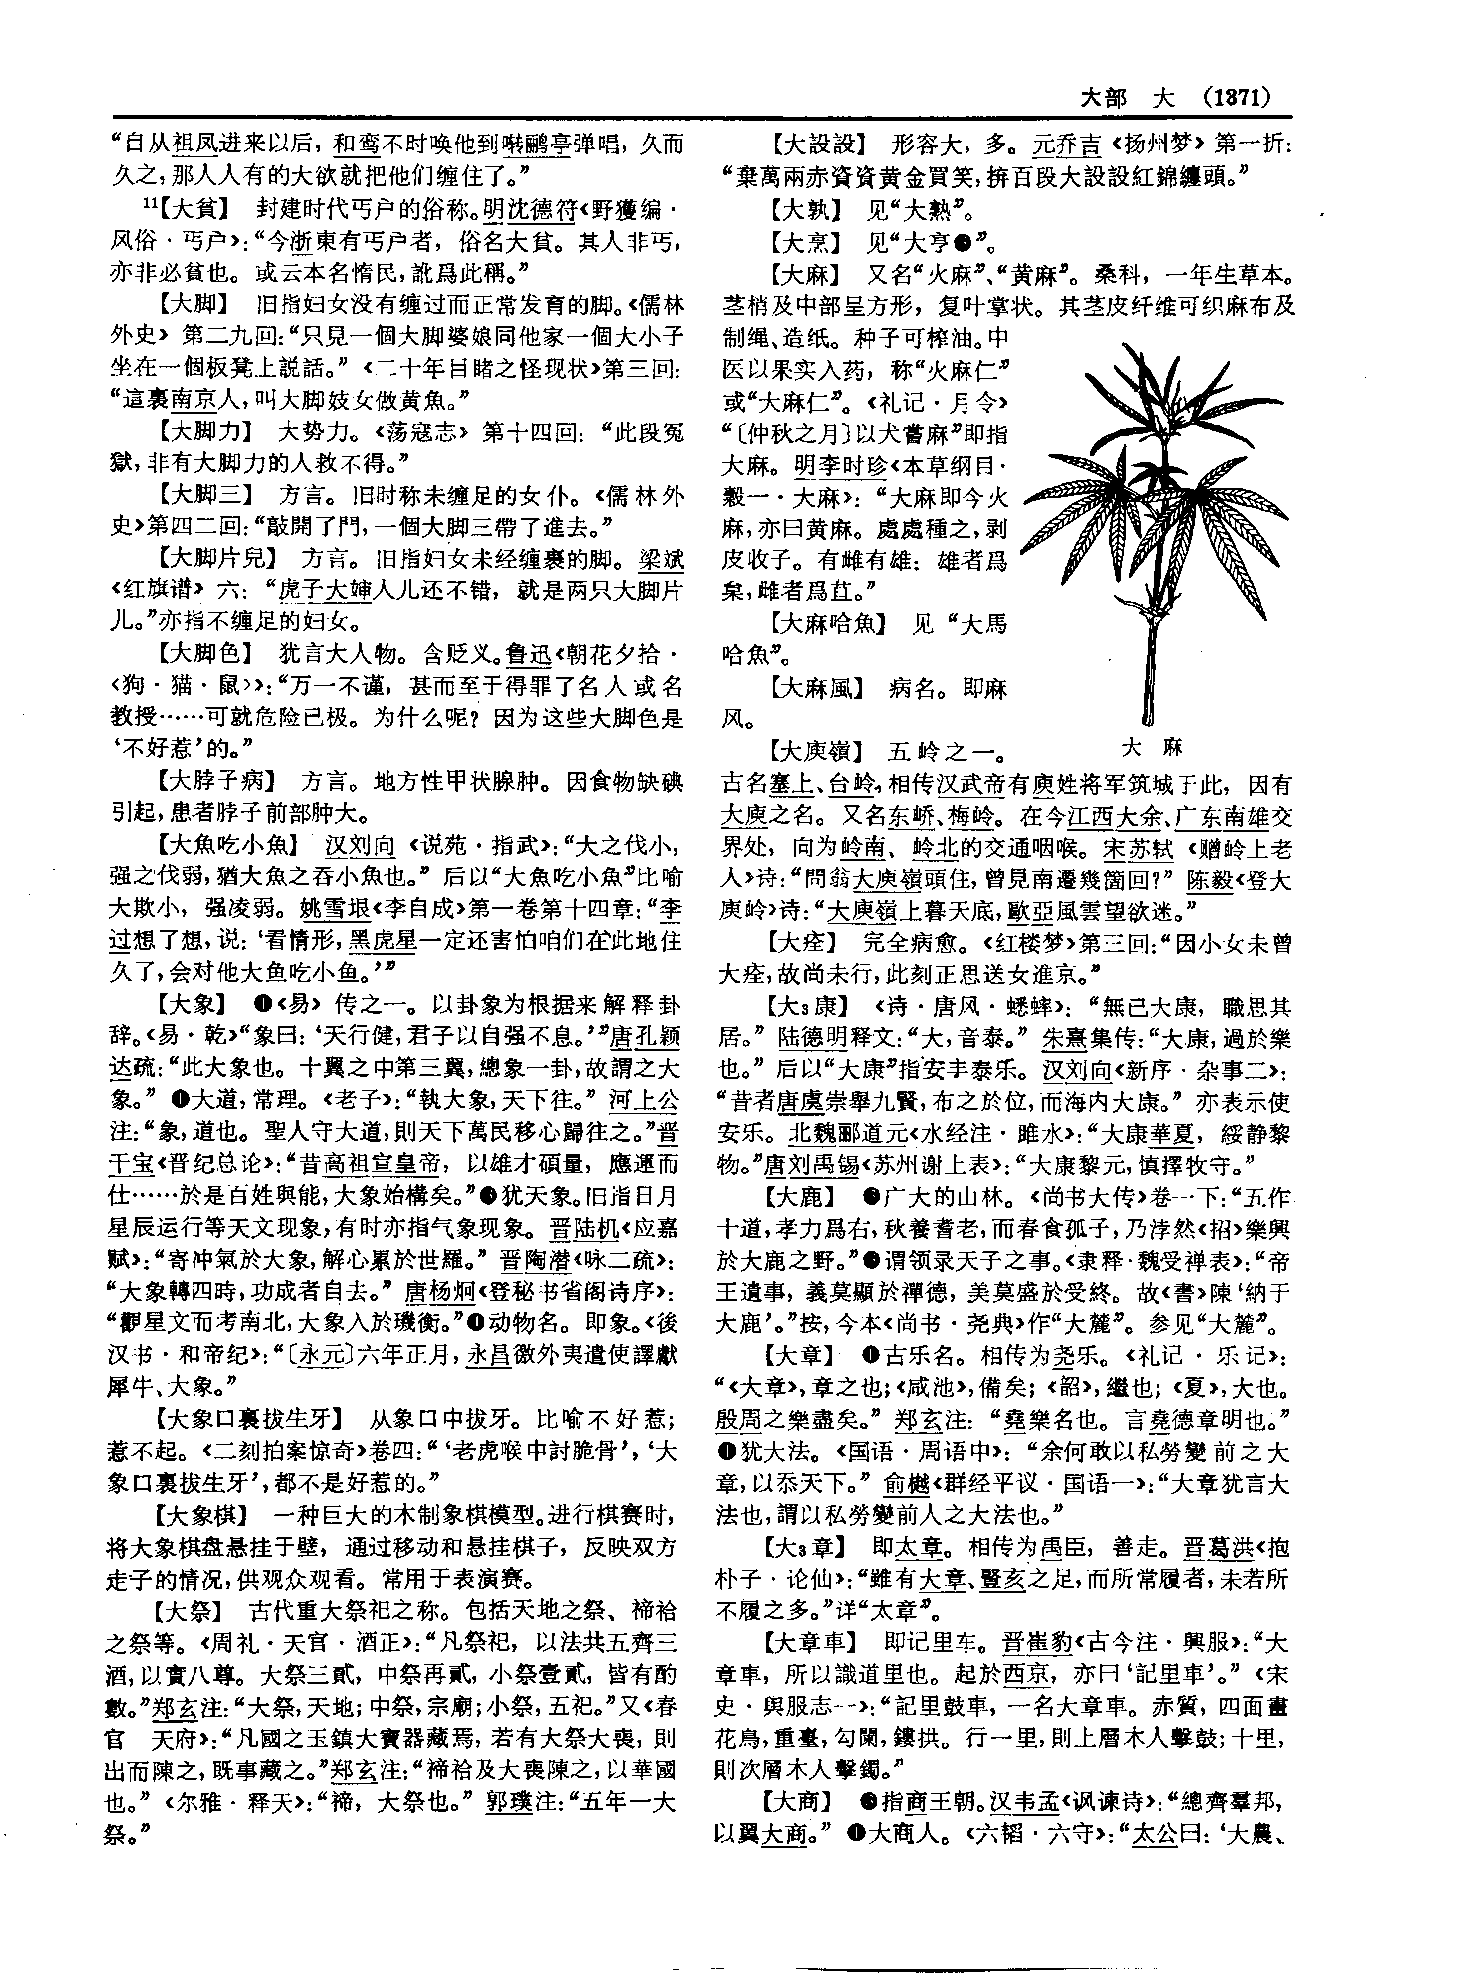 大部　大　(1371)
“自从祖凤进来以后，和鸾不时唤他到啭鹂亭弹唱，久而
久之，那人人有的大欲就把他们缠住了。”
11【大貧】　封建时代丐户的俗称。明沈德符《野獲编·
风俗·丐户》：“今浙東有丐户者，俗名大貧。其人非丐，
亦非必貧也。或云本名惰民，訛爲此稱。”
【大脚】　旧指妇女没有缠过而正常发育的脚。《儒林
外史》第二九回：“只見一個大脚婆娘同他家一個大小子
坐在一個板凳上説話。”《二十年目睹之怪现状》第三回：
“這裏南京人，叫大脚妓女做黄魚。”
【大脚力】　大势力。《荡寇志》第十四回：“此段冤
獄，非有大脚力的人救不得。”
【大脚三】　方言。旧时称未缠足的女仆。《儒林外
史》第四二回：“敲開了門，一個大脚三帶了進去。”
【大脚片兒】　方言。旧指妇女未经缠裹的脚。梁斌
《红旗谱》六：“虎子大婶人儿还不错，就是两只大脚片
儿。”亦指不缠足的妇女。
【大脚色】　犹言大人物。含贬义。鲁迅《朝花夕拾·
〈狗·猫·鼠〉》：“万一不谨，甚而至于得罪了名人或名
教授……可就危险已极。为什么呢？因为这些大脚色是
‘不好惹’的。”
【大脖子病】　方言。地方性甲状腺肿。因食物缺碘
引起，患者脖子前部肿大。
【大魚吃小魚】　汉刘向《说苑·指武》：“大之伐小，
强之伐弱，猶大魚之吞小魚也。”后以“大魚吃小魚”比喻
大欺小，强凌弱。姚雪垠《李自成》第一卷第十四章：“李
过想了想，说：‘看情形，黑虎星一定还害怕咱们在此地住
久了，会对他大鱼吃小鱼。’”
【大象】　❶《易》传之一。以卦象为根据来解释卦
辞。《易·乾》“象曰：‘天行健，君子以自强不息。’”唐孔颖
达疏：“此大象也。十翼之中第三翼，總象一卦，故謂之大
象。”❷大道，常理。《老子》：“執大象，天下往。”河上公
注：“象，道也。聖人守大道，則天下萬民移心歸往之。”晋
干宝《晋纪总论》：“昔高祖宣皇帝，以雄才碩量，應運而
仕……於是百姓與能，大象始構矣。”❸犹天象。旧指日月
星辰运行等天文现象，有时亦指气象现象。晋陆机《应嘉
赋》：“寄冲氣於大象，解心累於世羅。”晋陶潜《咏二疏》：
“大象轉四時，功成者自去。”唐杨炯《登秘书省阁诗序》：
“觀星文而考南北，大象入於璣衡。”❹动物名。即象。《後
汉书·和帝纪》：“〔永元〕六年正月，永昌徼外夷遣使譯獻
犀牛、大象。”
【大象口裏拔生牙】　从象口中拔牙。比喻不好惹；
惹不起。《二刻拍案惊奇》卷四：“‘老虎喉中討脆骨’，‘大
象口裏拔生牙’，都不是好惹的。”
【大象棋】　一种巨大的木制象棋模型。进行棋赛时，
将大象棋盘悬挂于壁，通过移动和悬挂棋子，反映双方
走子的情况，供观众观看。常用于表演赛。
【大祭】　古代重大祭祀之称。包括天地之祭、禘祫
之祭等。《周礼·天官·酒正》：“凡祭祀，以法共五齊三
酒，以實八尊。大祭三貳，中祭再貳，小祭壹貳，皆有酌
數。”郑玄注：“大祭，天地；中祭，宗廟；小祭，五祀。”又《春
官　天府》：“凡國之玉鎮大寶器藏焉，若有大祭大喪，則
出而陳之，既事藏之。”郑玄注：“禘祫及大喪陳之，以華國
也。”《尔雅·释天》：“禘，大祭也。”郭璞注：“五年一大
祭。”
【大設設】　形容大，多。元乔吉《扬州梦》第一折：
“棄萬兩赤資資黄金買笑，拚百段大設設紅錦纏頭。”
【大孰】　见“大熟”。
【大烹】　见“大亨❸”。
【大麻】　又名“火麻”、“黄麻”。桑科，一年生草本。
茎梢及中部呈方形，复叶掌状。其茎皮纤维可织麻布及
制绳、造纸。种子可榨油。中
医以果实入药，称“火麻仁”
或“大麻仁”。《礼记·月令》
“〔仲秋之月〕以犬嘗麻”即指
大麻。明李时珍《本草纲目·
穀一·大麻》：“大麻即今火
麻，亦曰黄麻。處處種之，剥
皮收子。有雌有雄：雄者爲
枲，雌者爲苴。”
【大麻哈魚】　见“大馬
哈魚”。
【大麻風】　病名。即麻
风。
大　麻
【大庾嶺】　五岭之一。
古名塞上、台岭，相传汉武帝有庾姓将军筑城于此，因有
大庾之名。又名东峤、梅岭。在今江西大余、广东南雄交
界处，向为岭南、岭北的交通咽喉。宋苏轼《赠岭上老
人》诗：“問翁大庾嶺頭住，曾見南遷幾箇回？”陈毅《登大
庾岭》诗：“大庾嶺上暮天底，歐亞風雲望欲迷。”
【大痊】　完全病愈。《红楼梦》第三回：“因小女未曾
大痊，故尚未行，此刻正思送女進京。”
【大3康】　《诗·唐风·蟋蟀》：“無已大康，職思其
居。”陆德明释文：“大，音泰。”朱熹集传：“大康，過於樂
也。”后以“大康”指安丰泰乐。汉刘向《新序·杂事二》：
“昔者唐虞崇舉九賢，布之於位，而海内大康。”亦表示使
安乐。北魏郦道元《水经注·睢水》：“大康華夏，綏静黎
物。”唐刘禹锡《苏州谢上表》：“大康黎元，慎擇牧守。”
【大鹿】　❶广大的山林。《尚书大传》卷一下：“五作
十道，孝力爲右，秋養耆老，而春食孤子，乃浡然《招》樂興
於大鹿之野。”❷谓领录天子之事。《隶释·魏受禅表》：“帝
王遺事，義莫顯於禪德，美莫盛於受終。故《書》陳‘納于
大鹿’。”按，今本《尚书·尧典》作“大麓”。参见“大麓”。
【大章】　❶古乐名。相传为尧乐。《礼记·乐记》：
“《大章》，章之也；《咸池》，備矣；《韶》，繼也；《夏》，大也。
殷周之樂盡矣。”郑玄注：“堯樂名也。言堯德章明也。”
❷犹大法。《国语·周语中》：“余何敢以私勞變前之大
章，以忝天下。”俞樾《群经平议·国语一》：“大章犹言大
法也，謂以私勞變前人之大法也。”
【大3章】　即太章。相传为禹臣，善走。晋葛洪《抱
朴子·论仙》：“雖有大章、豎亥之足，而所常履者，未若所
不履之多。”详“太章”。
【大章車】　即记里车。晋崔豹《古今注·舆服》：“大
章車，所以識道里也。起於西京，亦曰‘記里車’。”《宋
史·舆服志一》：“記里鼓車，一名大章車。赤質，四面畫
花鳥，重臺，勾闌，鏤拱。行一里，則上層木人擊鼓；十里，
則次層木人擊鐲。”
【大商】　❶指商王朝。汉韦孟《讽谏诗》：“總齊羣邦，
以翼大商。”❷大商人。《六韬·六守》：“太公曰：‘大農、